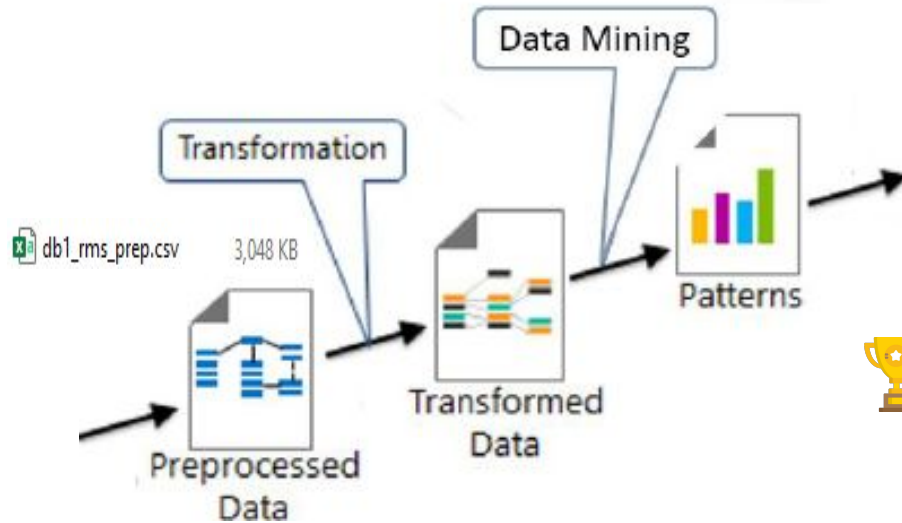 Data Mining
Transformation
db1_rms_prep.csv 3,048 KB
Patterns
Transformed
Data
Preprocessed
Data